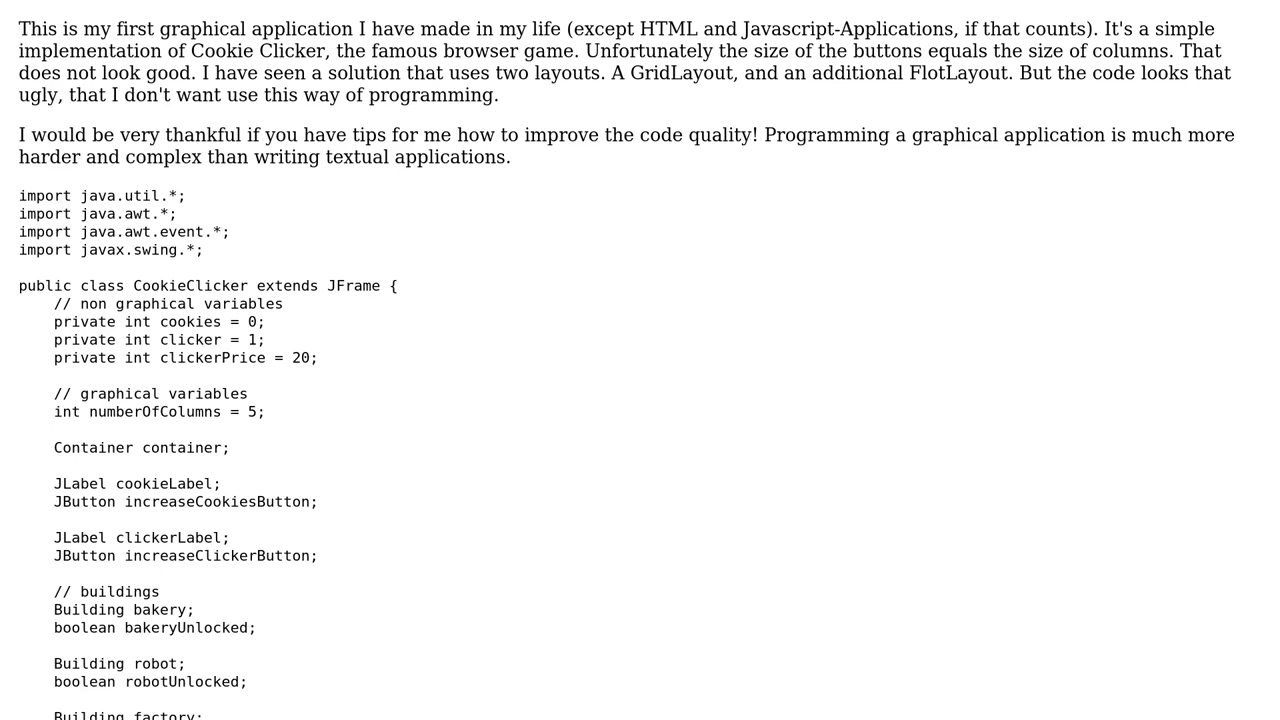 This is my first graphical application I have made in my life (except HTML and Javascript-Applications, if that counts). It's a simple
implementation of Cookie Clicker, the famous browser game. Unfortunately the size of the buttons equals the size of columns. That
does not look good. I have seen a solution that uses two layouts. A GridLayout, and an additional FlotLayout. But the code looks that
ugly, that I don't want use this way of programming.

I would be very thankful if you have tips for me how to improve the code quality! Programming a graphical application is much more
harder and complex than writing textual applications.

import java.util.*;
import java.awt.*;
import java.awt.event.*;
import javax.swing.*;

public class CookieClicker extends JFrame {
    // non graphical variables
    private int cookies = 0;
    private int clicker = 1;
    private int clickerPrice = 20;

    // graphical variables
    int numberOfColumns = 5;

    Container container;

    JLabel cookieLabel;
    JButton increaseCookiesButton;

    JLabel clickerLabel;
    JButton increaseClickerButton;

    // buildings
    Building bakery;
    boolean bakeryUnlocked;

    Building robot;
    boolean robotUnlocked;

    Building factory;